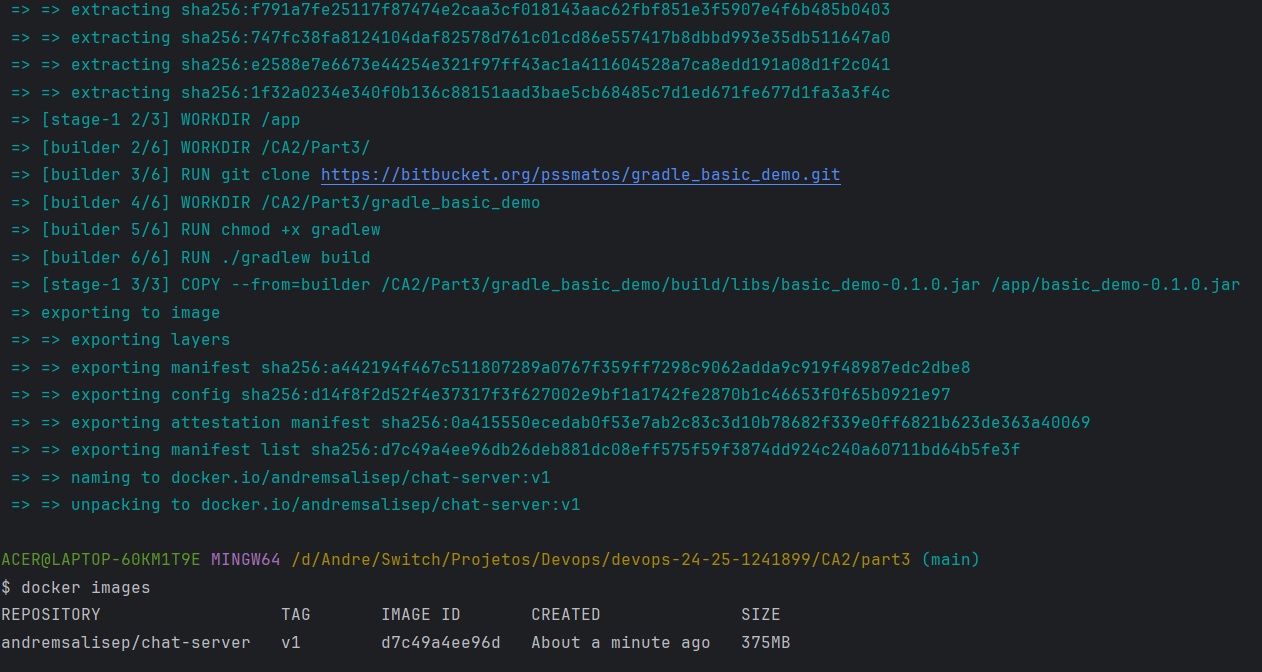 => => extracting sha256:f791a7fe25117f87474e2caa3cf018143aac62fbf851e3f5907e4f6b485b0403
=> => extracting sha256:747fc38fa8124104daf82578d761c01cd86e557417b8dbbd993e35db511647a0
=> => extracting sha256:e2588e7e6673e44254e321f97ff43ac1a411604528a7ca8edd191a08d1f2c041
=> => extracting sha256:1f32a0234e340f0b136c88151aad3bae5cb68485c7d1ed671fe677d1fa3a3f4c
=> [stage-1 2/3] WORKDIR /app
=> [builder 2/6] WORKDIR /CA2/Part3/
=> [builder 3/6] RUN git clone https://bitbucket.org/pssmatos/gradle_basic_demo.git
=> [builder 4/6] WORKDIR /CA2/Part3/gradle_basic_demo
=> [builder 5/6] RUN chmod +x gradlew
=> [builder 6/6] RUN ./gradlew build
=> [stage-1 3/3] COPY --from=builder /CA2/Part3/gradle_basic_demo/build/libs/basic_demo-0.1.0.jar /app/basic_demo-0.1.0.jar
=> exporting to image
=> => exporting layers
=> => exporting manifest sha256:a442194f467c511807289a0767f359ff7298c9062adda9c919f48987edc2dbe8
=> => exporting config sha256:d14f8f2d52f4e37317f3f627002e9bf1a1742fe2870b1c46653f0f65b0921e97
=> => exporting attestation manifest sha256:0a415550ecedab0f53e7ab2c83c3d10b78682f339e0ff6821b623de363a40069
=> => exporting manifest list sha256:d7c49a4ee96db26deb881dc08eff575f59f3874dd924c240a60711bd64b5fe3f
=> => naming to docker.io/andremsalisep/chat-server:v1
=> => unpacking to docker.io/andremsalisep/chat-server:v1
ACER@LAPTOP-60KM1T9E MINGW64 /d/Andre/Switch/Projetos/Devops/devops-24-25-1241899/CA2/part3 (main)
$ docker images
REPOSITORY TAG IMAGE ID CREATED SIZE
andremsalisep/chat-server v1 d7c49a4ee96d About a minute ago 375MB